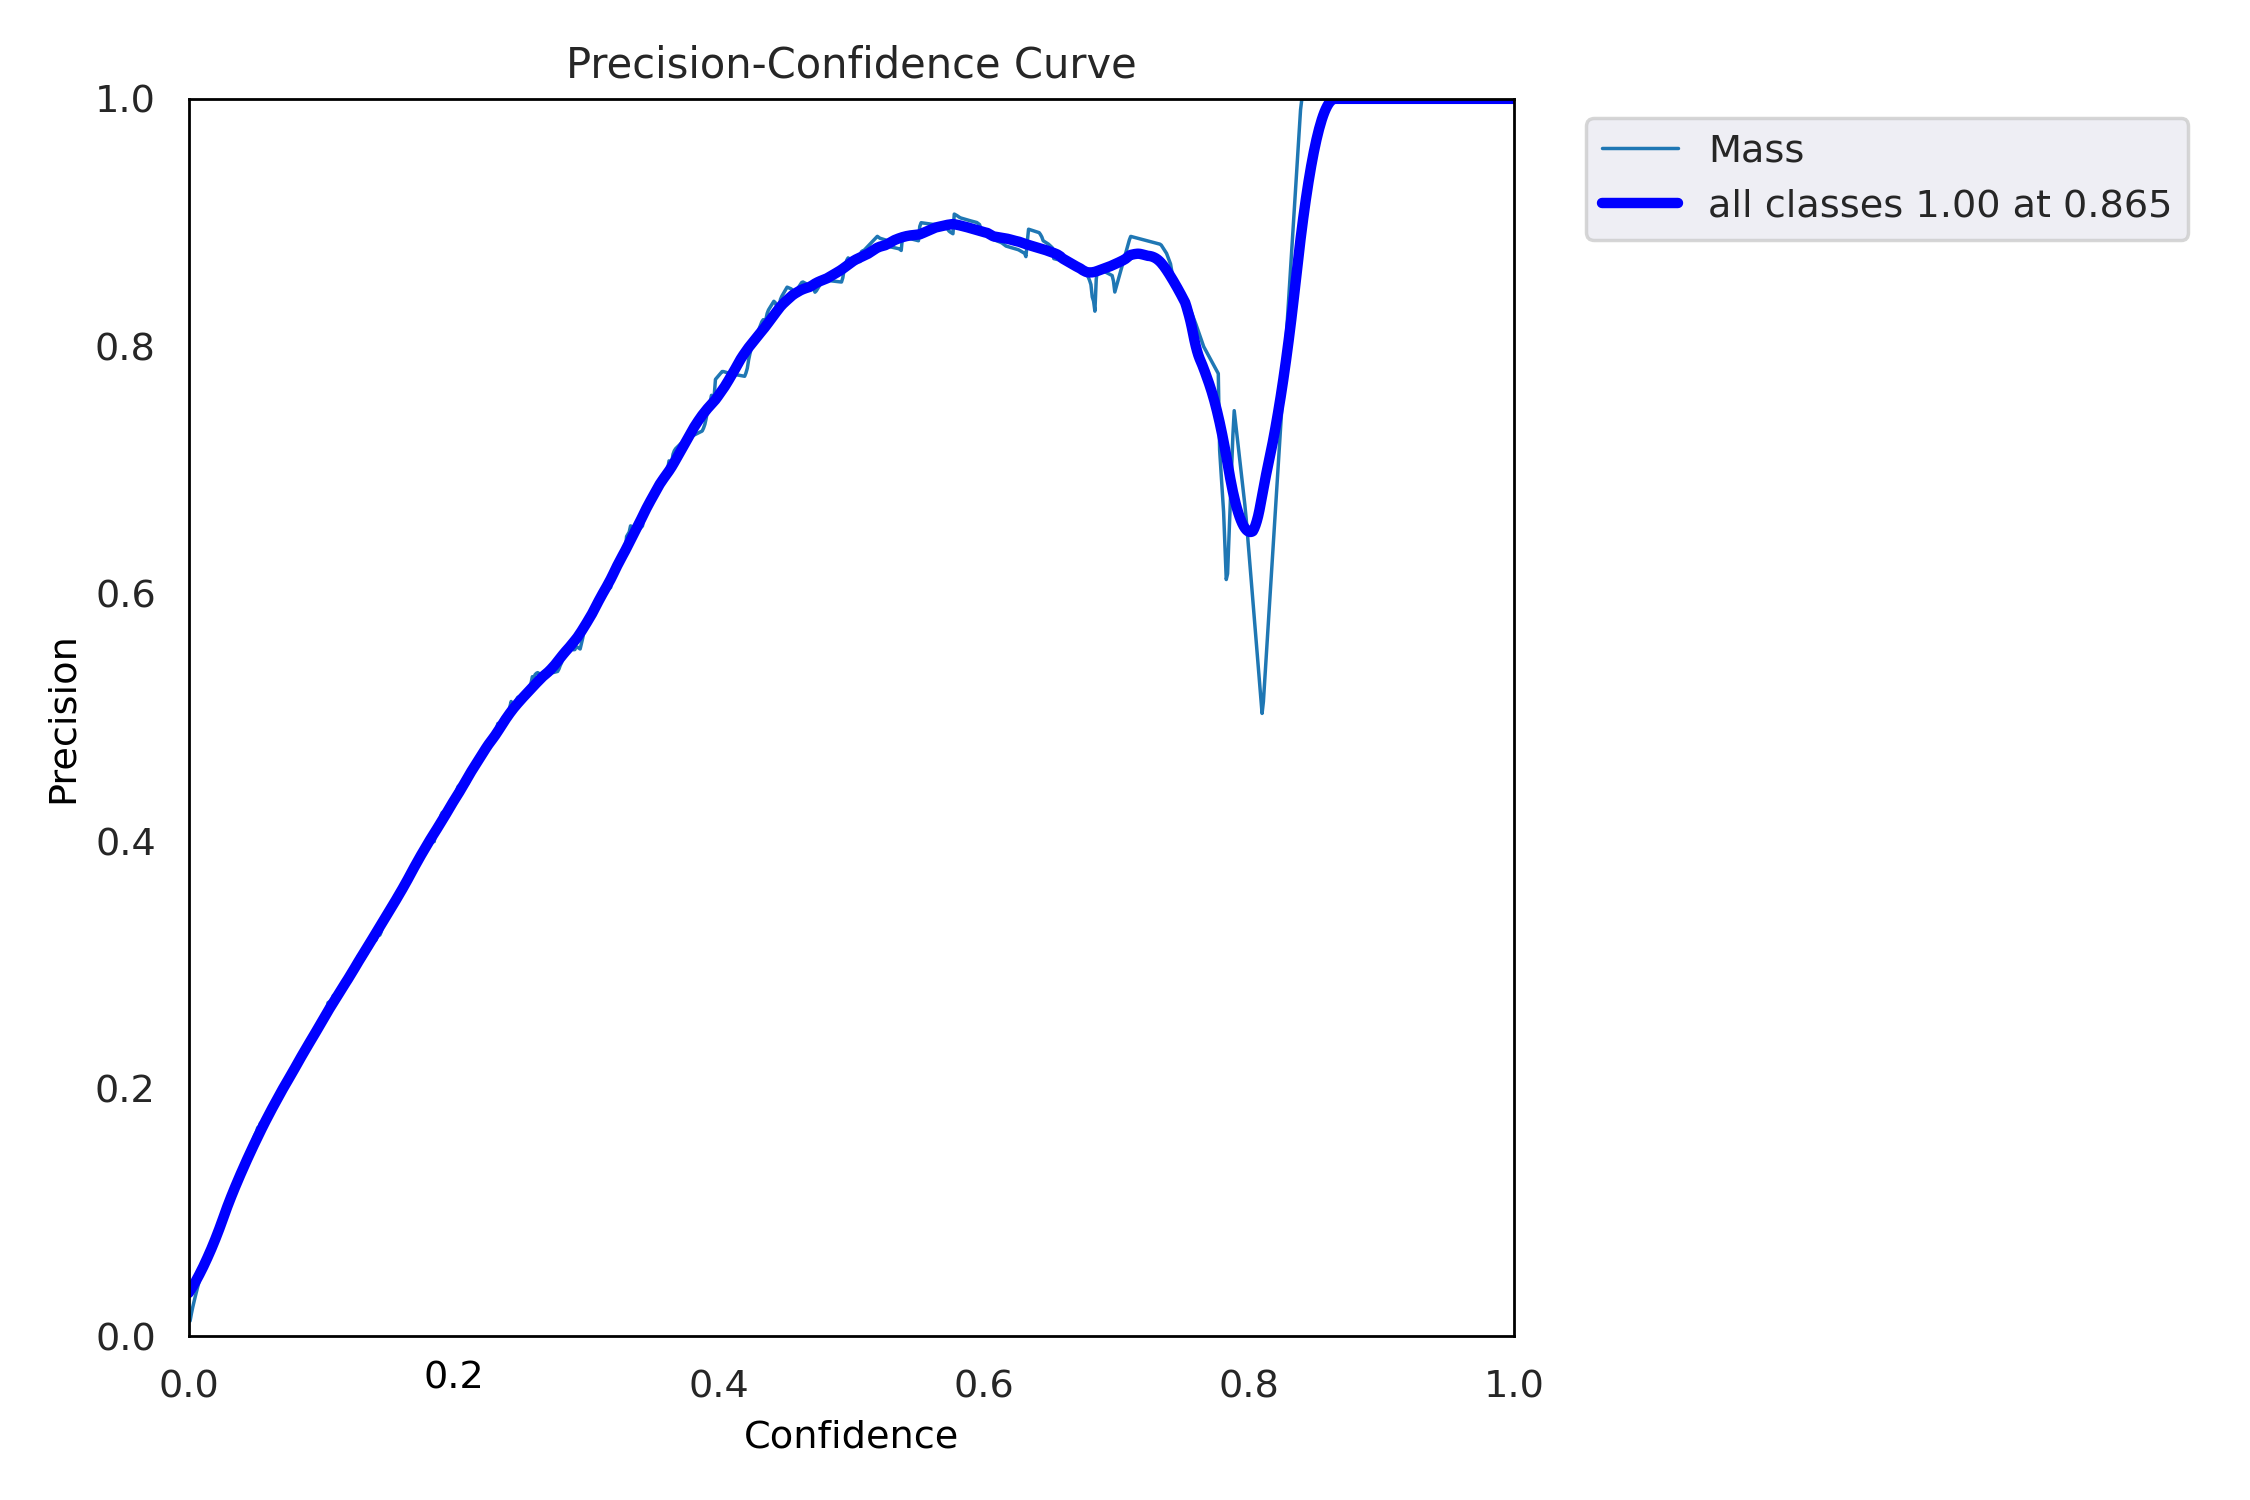 Precision-Confidence Curve
1.0
0.8
0.6
0.4
0.2
0.0
Precision
0.0 0.2 0.4 0.6 0.8 1.0
Confidence
Mass
all classes 1.00 at 0.865